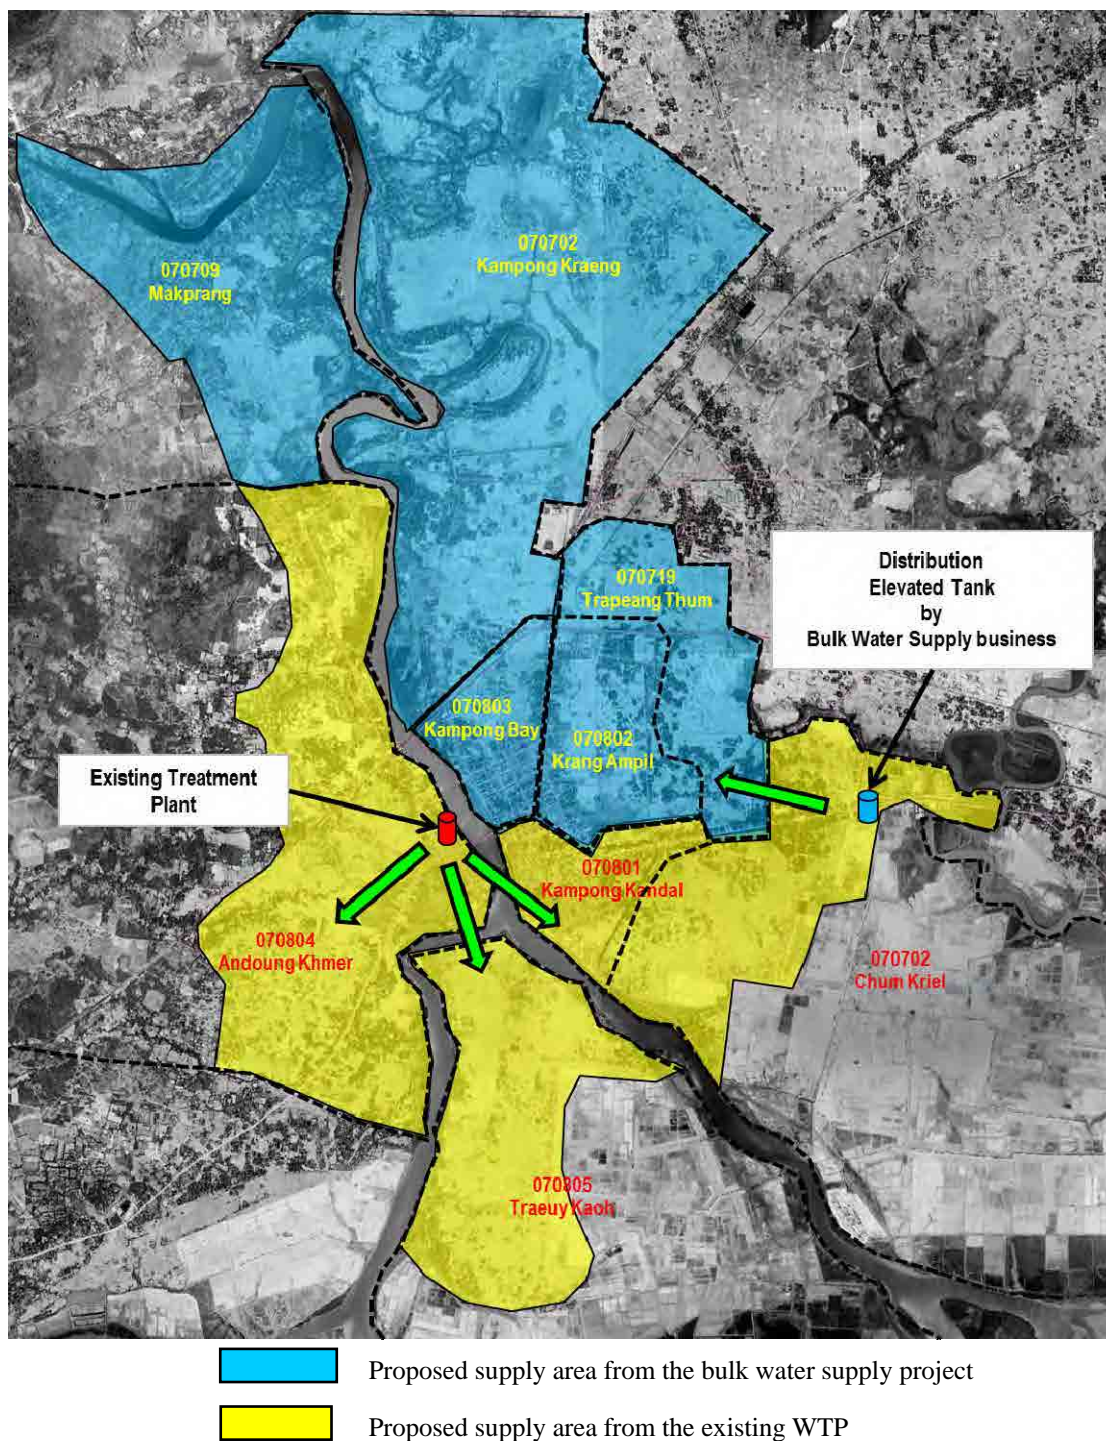 070702
Kampong Kraeng
070709
Makprang
Distribution
Elevated Tank
by
Bulk Water Supply business
070719
Trapeang Thum
070803
Kampong Bay
070802
Krang Ampil
Existing Treatment
Plant
070801
Kampong Kandal
070804
Andoung Khmer
070702
Chum Kriel
070805
Traeuy Kaoh
Proposed supply area from the bulk water supply project
Proposed supply area from the existing WTP